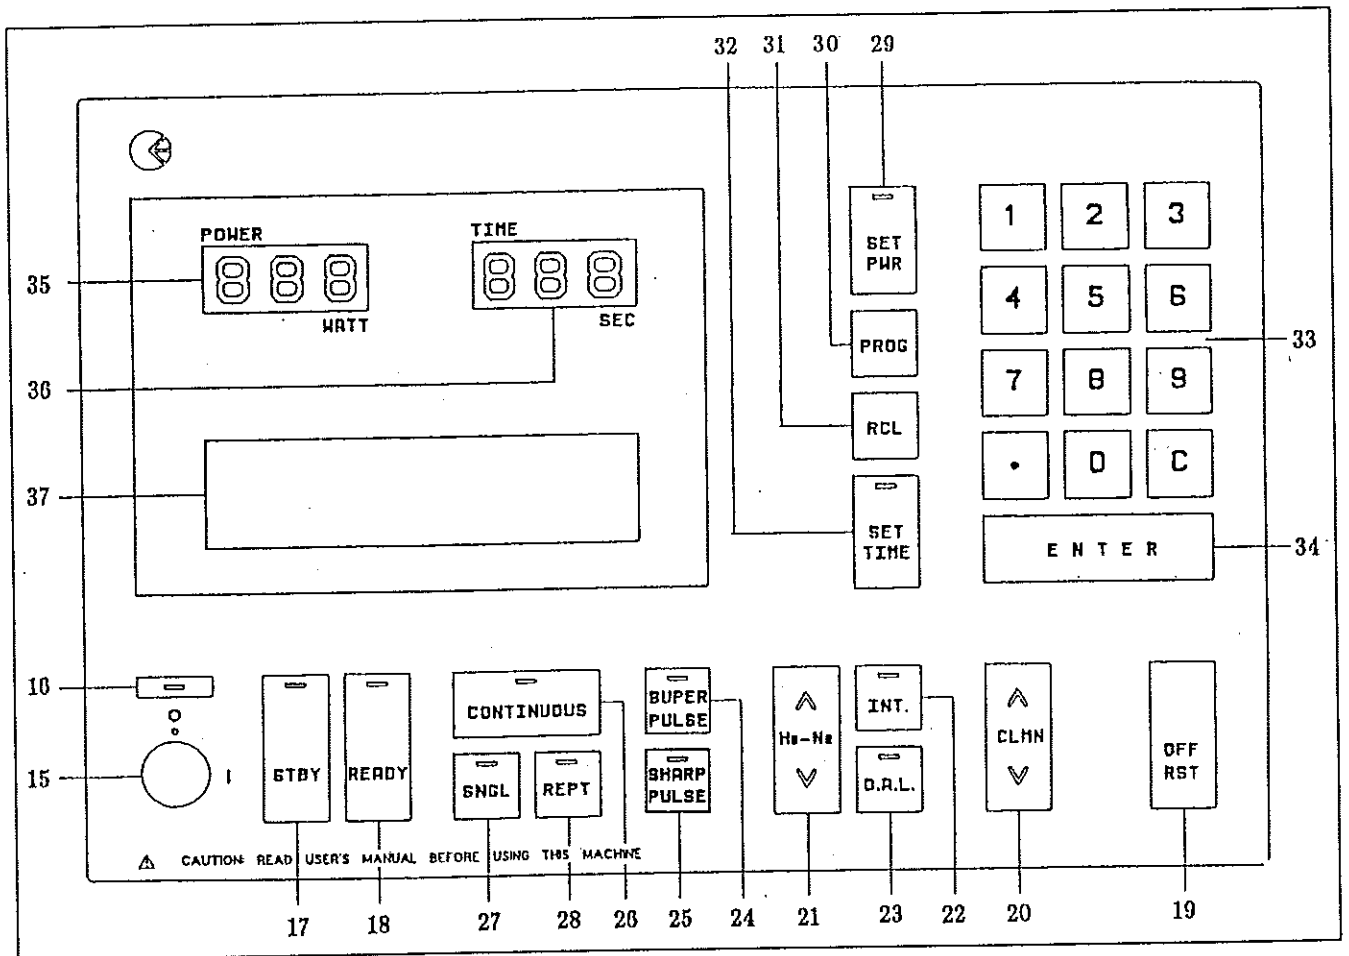 32 31 30 29
POWER
TIME
35
WATT
SEC
36
37
SET
PWR
PROG
RCL
SET
TIME
1 2 3
4 5 6
7 8 9
. 0 C
ENTER
33
34
16
15
O
I
STBY
READY
CONTINUOUS
SNGL
REPT
SUPER
PULSE
SHARP
PULSE
He-Ne
INT.
D.A.L.
CLMN
OFF
RST
CAUTION: READ USER'S MANUAL BEFORE USING THIS MACHINE
17 18 27 28 26 25 24 21 23 22 20 19